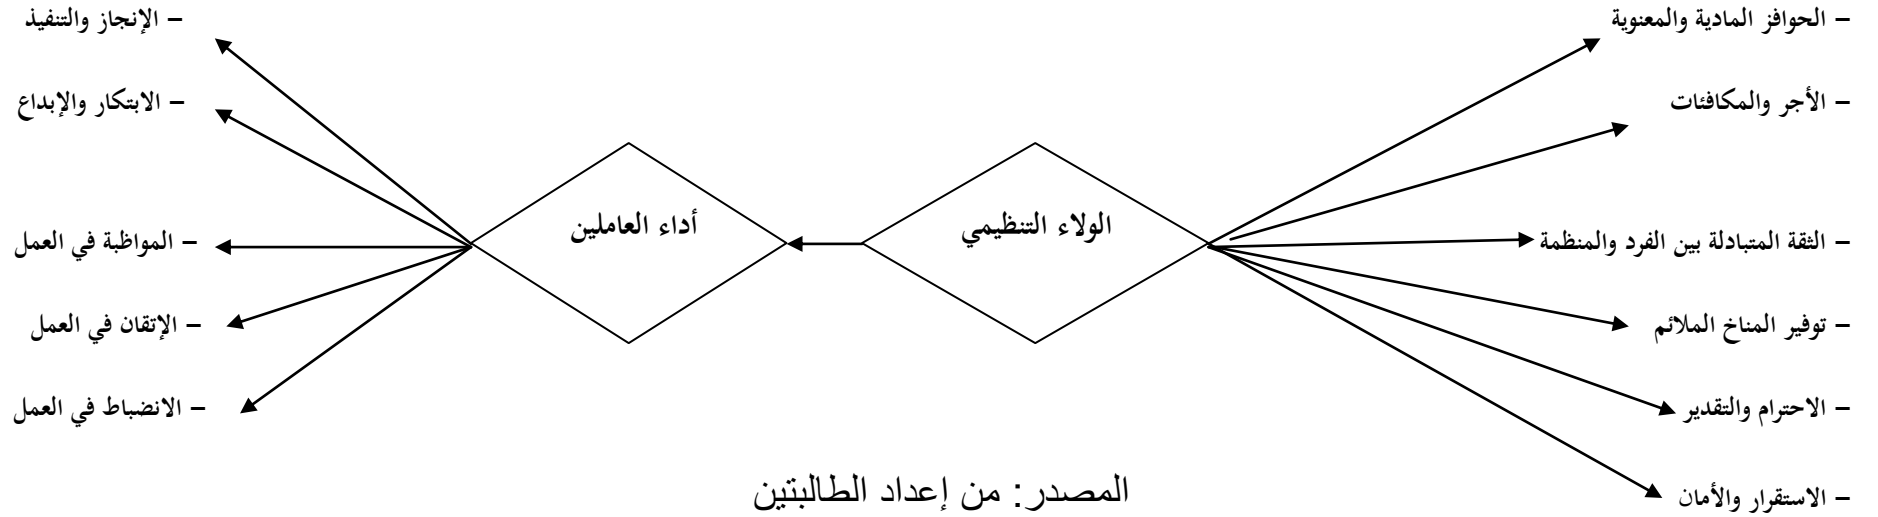 – الحوافز المادية والمعنوية
– الأجر والمكافئات
– الثقة المتبادلة بين الفرد والمنظمة
– توفير المناخ الملائم
– الاحترام والتقدير
– الاستقرار والأمان
الولاء التنظيمي
أداء العاملين
– الإنجاز والتنفيذ
– الابتكار والإبداع
– المواظبة في العمل
– الإتقان في العمل
– الانضباط في العمل
المصدر: من إعداد الطالبتين